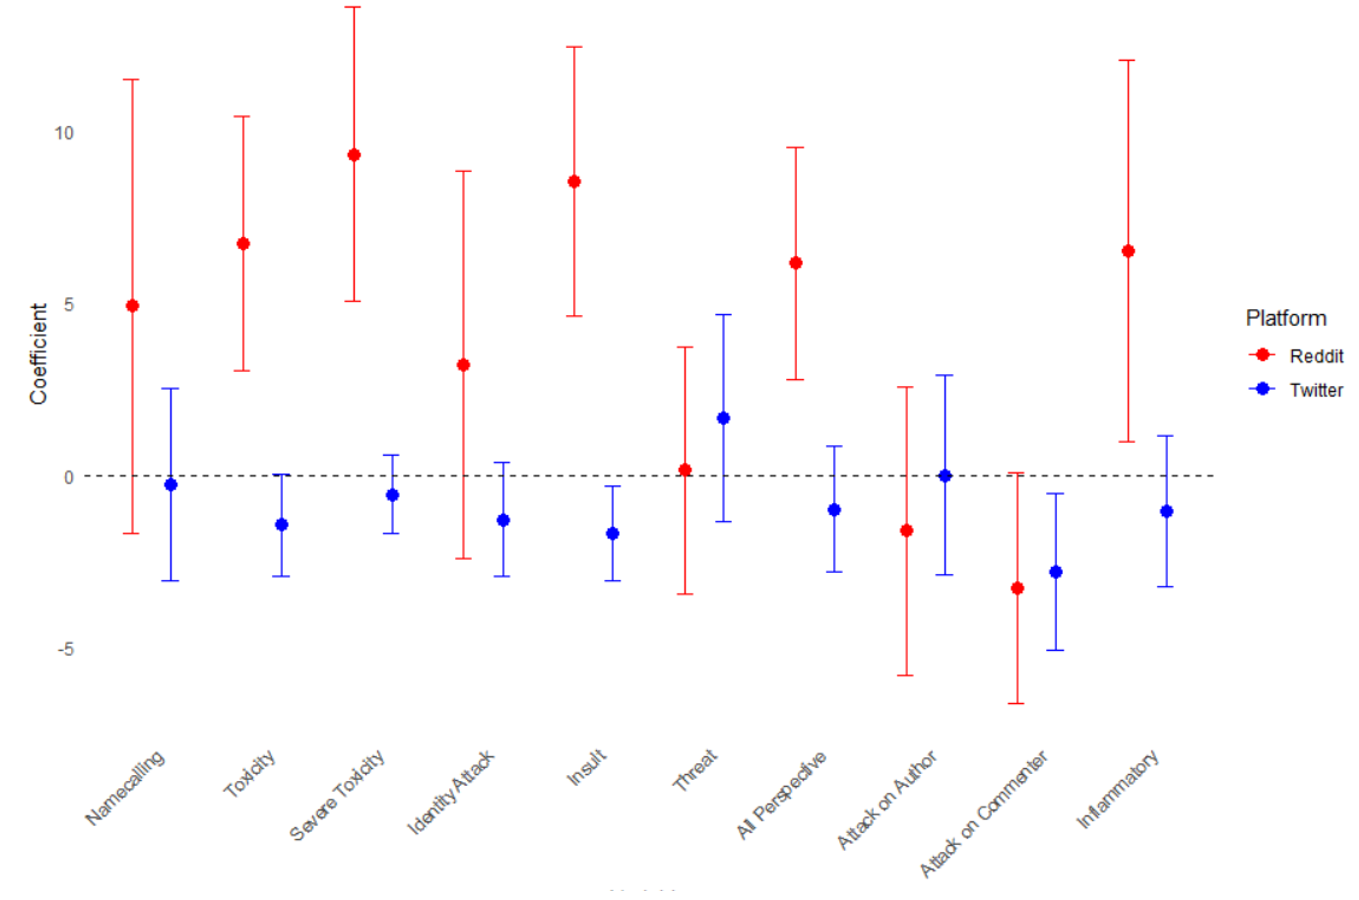 10
5
0
-5
Coefficient
Namecalling
Toxicity
Severe Toxicity
Identity Attack
Insult
Threat
All Perspective
Attack on Author
Attack on Commenter
Inflammatory
Platform
Reddit
Twitter